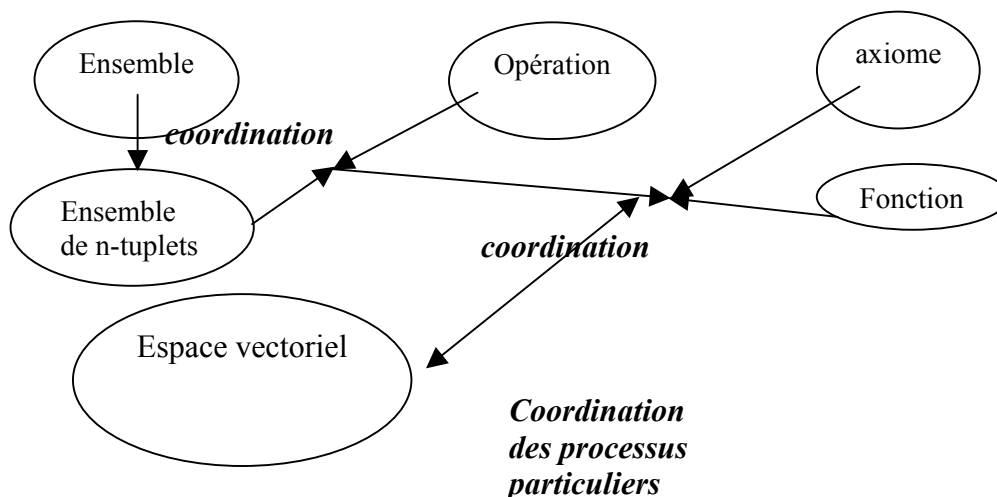 Ensemble
Opération
axiome
coordination
Ensemble
de n-tuplets
Fonction
coordination
Espace vectoriel
Coordination
des processus
particuliers